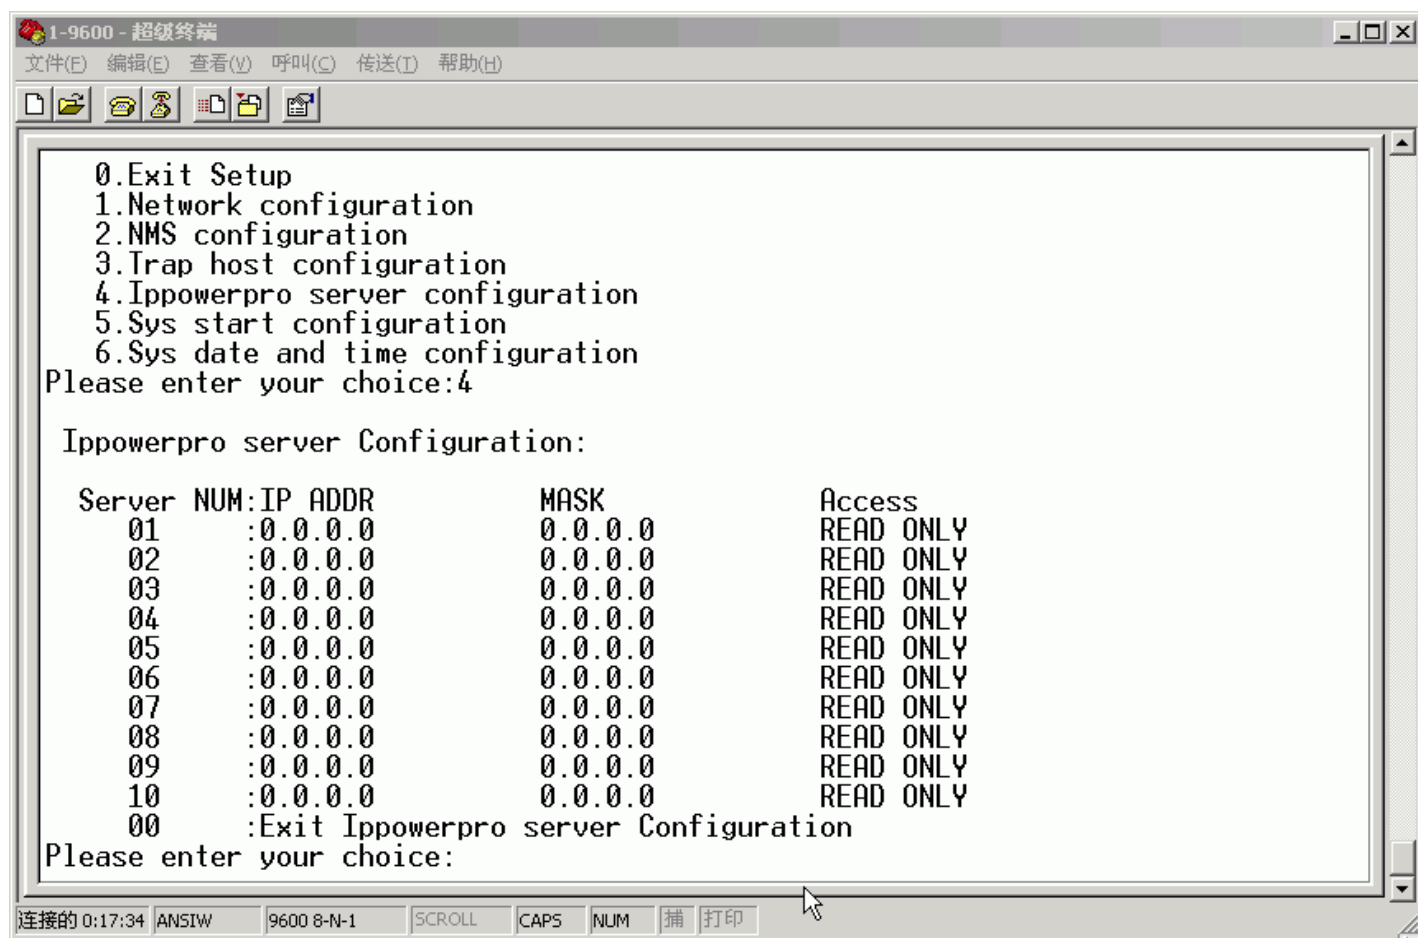 1-9600 - 超级终端
文件(F) 编辑(E) 查看(V) 呼叫(C) 传送(T) 帮助(H)
0.Exit Setup
1.Network configuration
2.NMS configuration
3.Trap host configuration
4.Ippowerpro server configuration
5.Sys start configuration
6.Sys date and time configuration
Please enter your choice:4
Ippowerpro server Configuration:
Server NUM:IP ADDR MASK Access
01 :0.0.0.0 0.0.0.0 READ ONLY
02 :0.0.0.0 0.0.0.0 READ ONLY
03 :0.0.0.0 0.0.0.0 READ ONLY
04 :0.0.0.0 0.0.0.0 READ ONLY
05 :0.0.0.0 0.0.0.0 READ ONLY
06 :0.0.0.0 0.0.0.0 READ ONLY
07 :0.0.0.0 0.0.0.0 READ ONLY
08 :0.0.0.0 0.0.0.0 READ ONLY
09 :0.0.0.0 0.0.0.0 READ ONLY
10 :0.0.0.0 0.0.0.0 READ ONLY
00 :Exit Ippowerpro server Configuration
Please enter your choice:
连接的 0:17:34 ANSIW 9600 8-N-1 SCROLL CAPS NUM 捕 打印